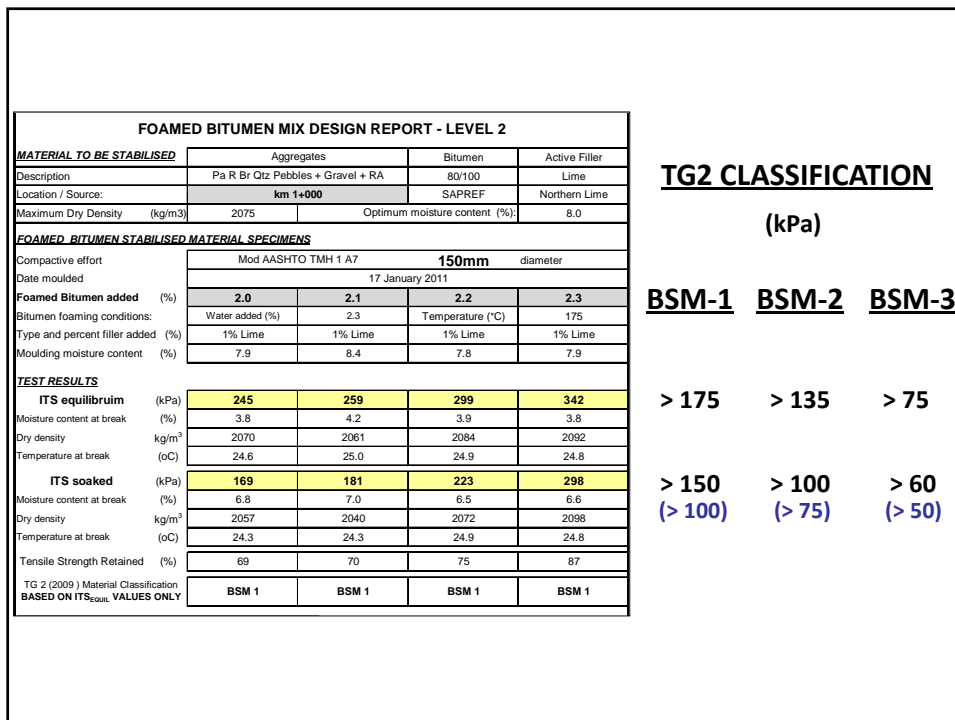 FOAMED BITUMEN MIX DESIGN REPORT - LEVEL 2
MATERIAL TO BE STABILISED Aggregates Bitumen Active Filler
Description Pa R Br Qtz Pebbles + Gravel + RA 80/100 Lime
Location / Source: km 1+000 SAPREF Northern Lime
Maximum Dry Density (kg/m3) 2075 Optimum moisture content (%): 8.0
FOAMED BITUMEN STABILISED MATERIAL SPECIMENS
Compactive effort Mod AASHTO TMH 1 A7 150mm diameter
Date moulded 17 January 2011
Foamed Bitumen added (%) 2.0 2.1 2.2 2.3
Bitumen foaming conditions: Water added (%) 2.3 Temperature (°C) 175
Type and percent filler added (%) 1% Lime 1% Lime 1% Lime 1% Lime
Moulding moisture content (%) 7.9 8.4 7.8 7.9
TEST RESULTS
ITS equilibruim (kPa) 245 259 299 342
Moisture content at break (%) 3.8 4.2 3.9 3.8
Dry density kg/m³ 2070 2061 2084 2092
Temperature at break (oC) 24.6 25.0 24.9 24.8
ITS soaked (kPa) 169 181 223 298
Moisture content at break (%) 6.8 7.0 6.5 6.6
Dry density kg/m³ 2057 2040 2072 2098
Temperature at break (oC) 24.3 24.3 24.9 24.8
Tensile Strength Retained (%) 69 70 75 87
TG 2 (2009 ) Material Classification
BASED ON ITS EQUIL VALUES ONLY BSM 1 BSM 1 BSM 1 BSM 1
TG2 CLASSIFICATION
(kPa)
BSM-1 BSM-2 BSM-3
> 175 > 135 > 75
> 150 > 100 > 60
(> 100) (> 75) (> 50)